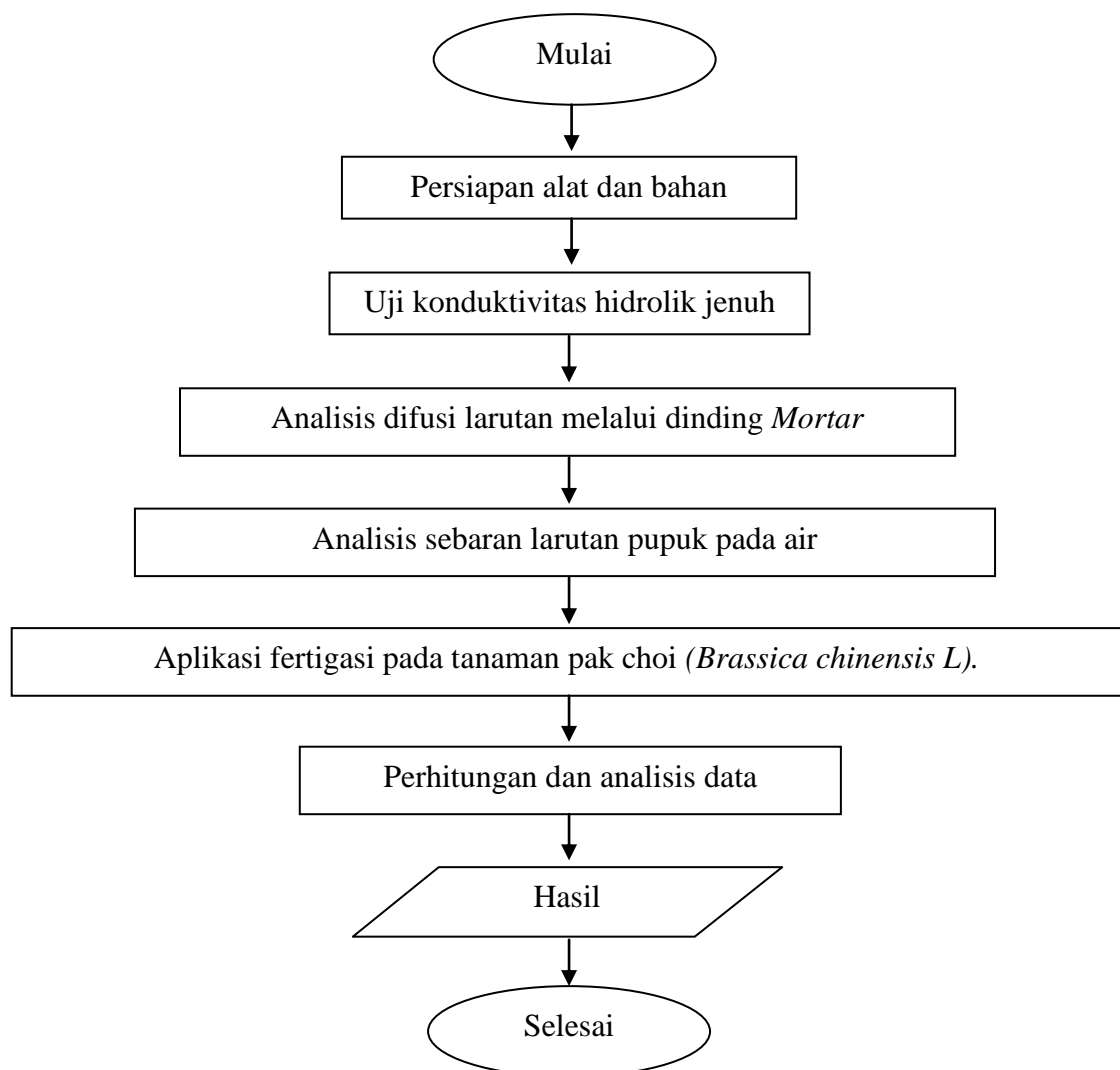 Mulai
Persiapan alat dan bahan
Uji konduktivitas hidrolik jenuh
Analisis difusi larutan melalui dinding Mortar
Analisis sebaran larutan pupuk pada air
Aplikasi fertigasi pada tanaman pak choi (Brassica chinensis L).
Perhitungan dan analisis data
Hasil
Selesai